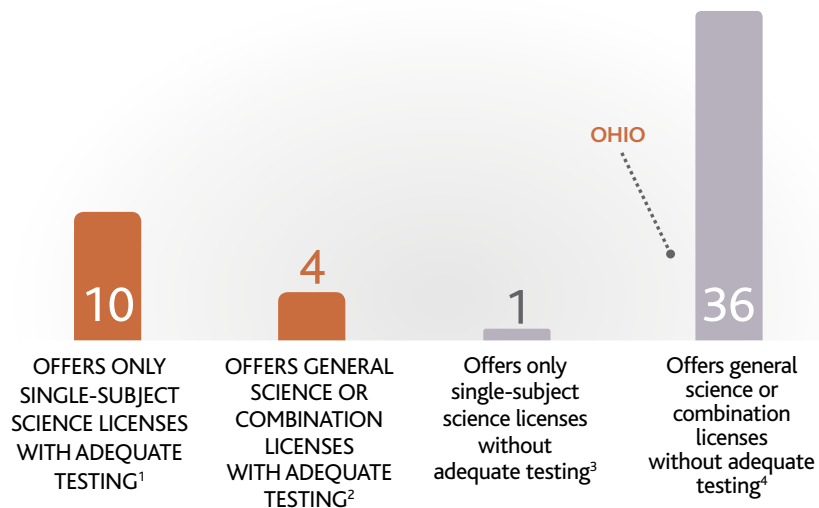 OHIO
10
4
1
36
OFFERS ONLY
SINGLE-SUBJECT
SCIENCE LICENSES
WITH ADEQUATE
TESTING1
OFFERS GENERAL
SCIENCE OR
COMBINATION
LICENSES
WITH ADEQUATE
TESTING2
Offers only
single-subject
science licenses
without
adequate testing3
Offers general
science or
combination
licenses
without adequate
testing4